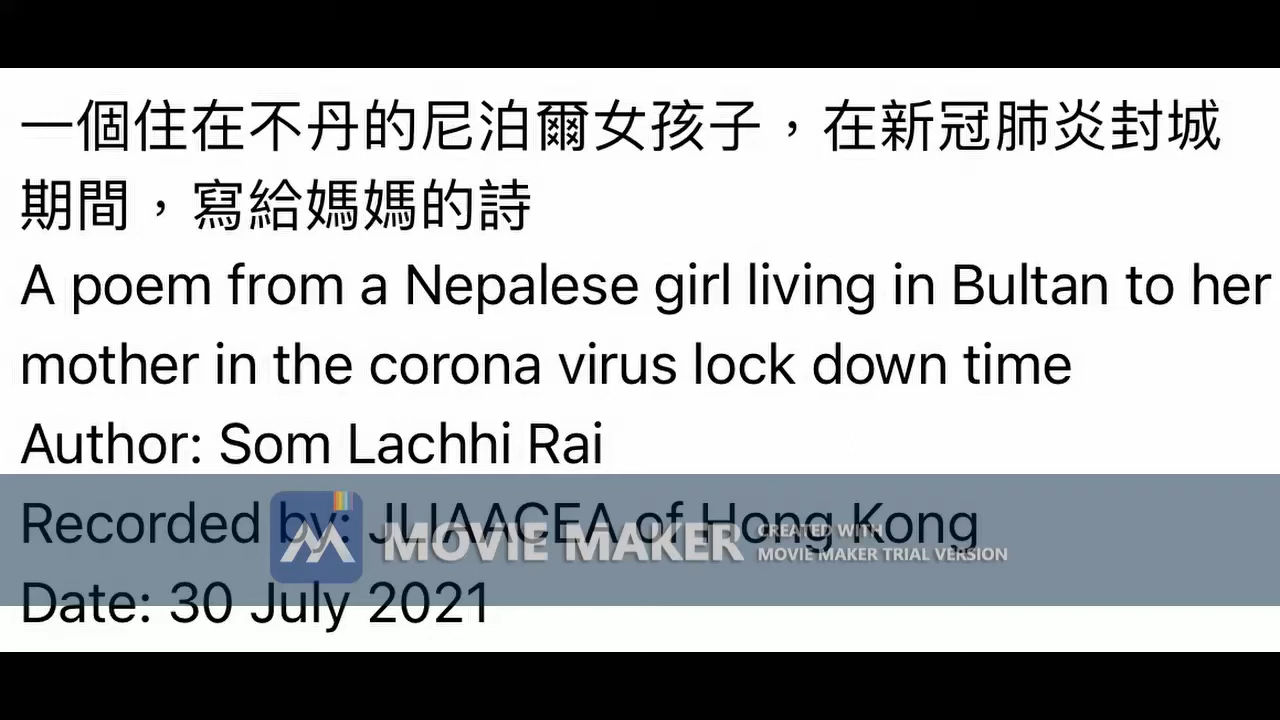 一個住在不丹的尼泊爾女孩子，在新冠肺炎封城
期間，寫給媽媽的詩
A poem from a Nepalese girl living in Bultan to her
mother in the corona virus lock down time
Author: Som Lachhi Rai
Recorded by: JLIAACEA of Hong Kong
MOVIE MAKER
CREATED WITH
MOVIE MAKER TRIAL VERSION
Date: 30 July 2021